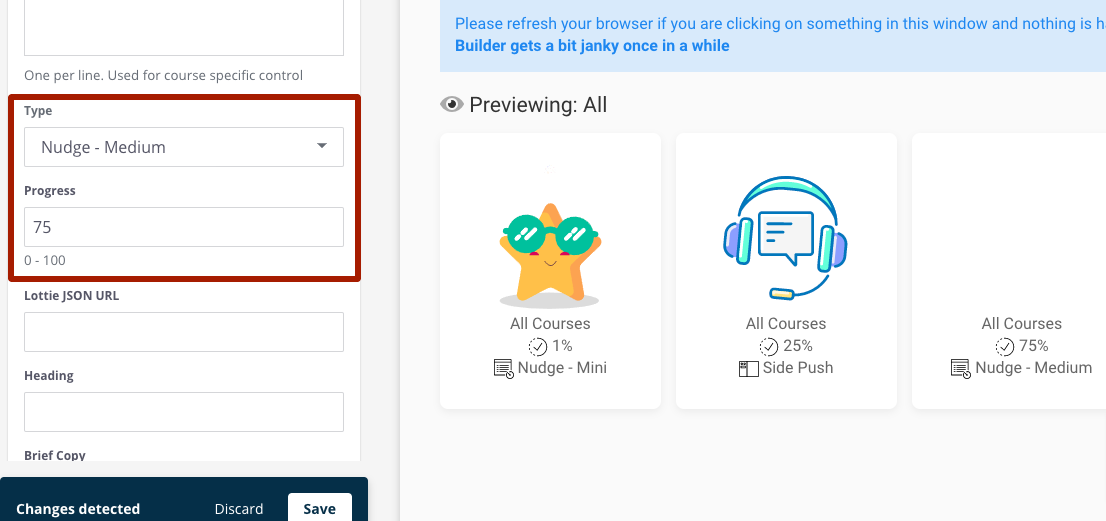 One per line. Used for course specific control
Type
Nudge - Medium
Progress
75
0 - 100
Lottie JSON URL
Heading
Brief Copy
Changes detected
Discard
Save
Please refresh your browser if you are clicking on something in this window and nothing is h
Builder gets a bit janky once in a while
Previewing: All
All Courses
1%
Nudge - Mini
All Courses
25%
Side Push
All Courses
75%
Nudge - Medium